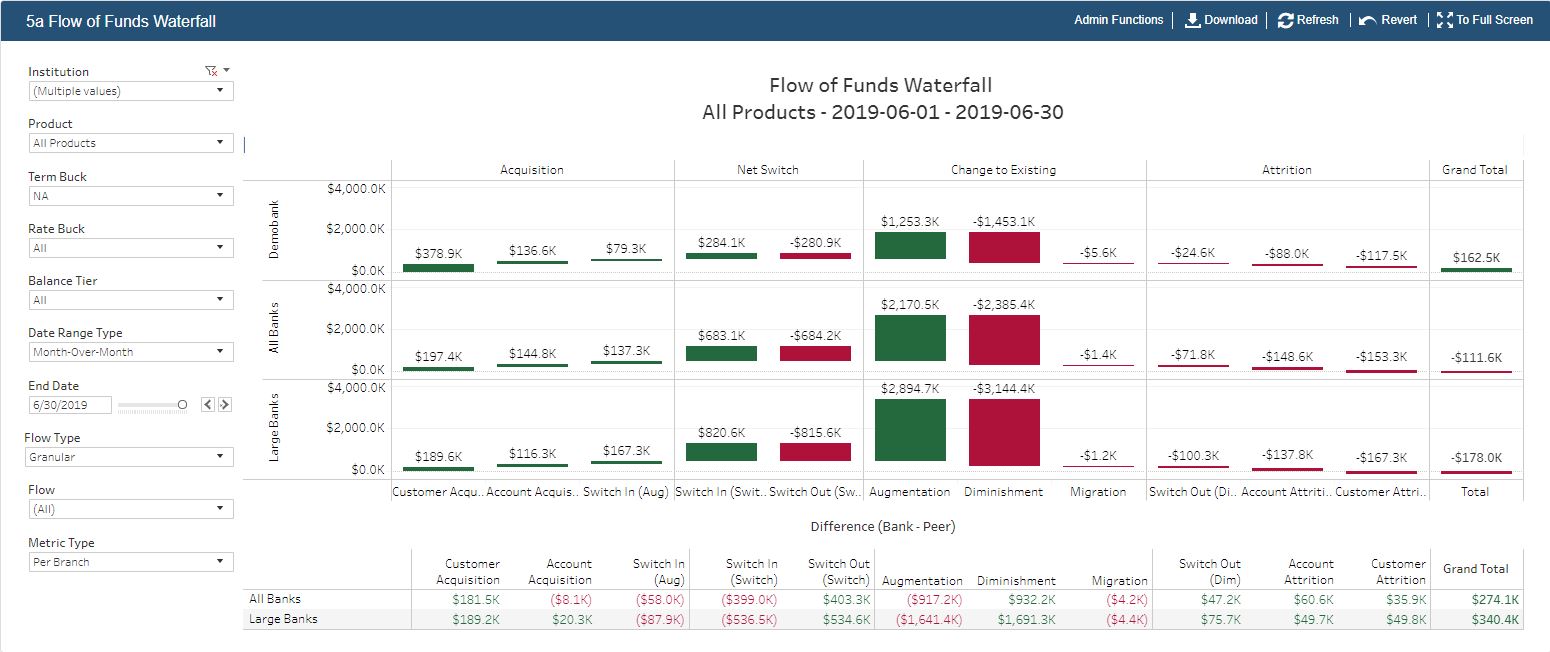 5a Flow of Funds Waterfall
Admin Functions | Download | Refresh | Revert | To Full Screen
Institution
(Multiple values)
Product
All Products
Term Buck
NA
Rate Buck
All
Balance Tier
All
Date Range Type
Month-Over-Month
End Date
6/30/2019
Flow Type
Granular
Flow
(All)
Metric Type
Per Branch
Flow of Funds Waterfall
All Products - 2019-06-01 - 2019-06-30
Acquisition Net Switch Change to Existing Attrition Grand Total
Demobank
$4,000.0K
$2,000.0K
$0.0K
$378.9K $136.6K $79.3K $284.1K -$280.9K $1,253.3K -$1,453.1K -$5.6K -$24.6K -$88.0K -$117.5K $162.5K
All Banks
$4,000.0K
$2,000.0K
$0.0K
$197.4K $144.8K $137.3K $683.1K -$684.2K $2,170.5K -$2,385.4K -$1.4K -$71.8K -$148.6K -$153.3K -$111.6K
Large Banks
$4,000.0K
$2,000.0K
$0.0K
$189.6K $116.3K $167.3K $820.6K -$815.6K $2,894.7K -$3,144.4K -$1.2K -$100.3K -$137.8K -$167.3K -$178.0K
Customer Acqu.. Account Acquis.. Switch In (Aug) Switch In (Swit.. Switch Out (Sw.. Augmentation Diminishment Migration Switch Out (Di.. Account Attriti.. Customer Attri.. Total
Difference (Bank - Peer)
Customer Account Switch In Switch In Switch Out Switch Out Account Customer Grand Total
Acquisition Acquisition (Aug) (Switch) (Switch) Augmentation Diminishment Migration (Dim) Attrition Attrition
All Banks $181.5K ($8.1K) ($58.0K) ($399.0K) $403.3K ($917.2K) $932.2K ($4.2K) $47.2K $60.6K $35.9K $274.1K
Large Banks $189.2K $20.3K ($87.9K) ($536.5K) $534.6K ($1,641.4K) $1,691.3K ($4.4K) $75.7K $49.7K $49.8K $340.4K